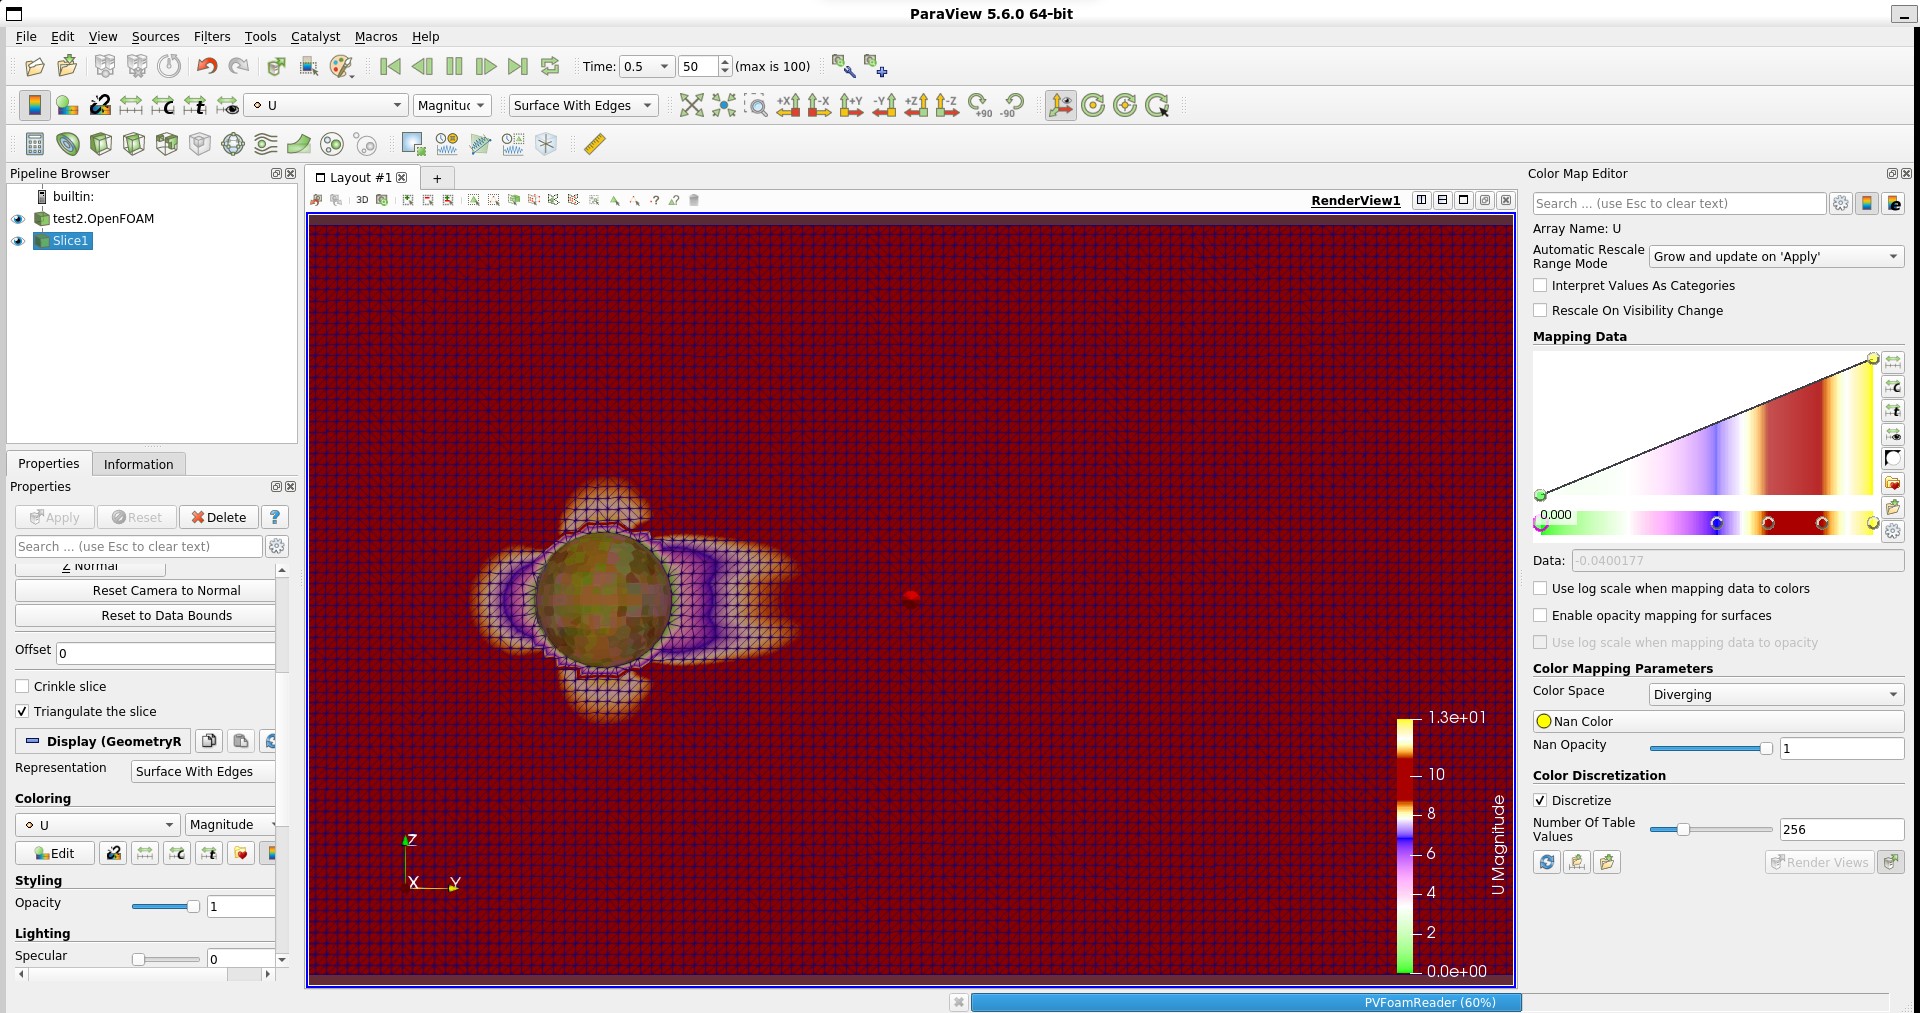 ParaView 5.6.0 64-bit
File Edit View Sources Filters Tools Catalyst Macros Help
Time: 0.5 50 (max is 100)
U Magnituc Surface With Edges +X -X +Y -Y +Z -Z +90 -90
Pipeline Browser
builtin:
test2.OpenFOAM
Slice1
Properties Information
Properties
Apply Reset Delete ?
Search ... (use Esc to clear text)
Z Normal
Reset Camera to Normal
Reset to Data Bounds
Offset 0
Crinkle slice
Triangulate the slice
Display (GeometryR
Representation Surface With Edges
Coloring
U Magnitude
Edit
Styling
Opacity 1
Lighting
Specular 0
Layout #1 +
3D RenderView1
Z
X Y
1.3e+01
10
8
6
4
2
0.0e+00
U Magnitude
PVFoamReader (60%)
Color Map Editor
Search ... (use Esc to clear text)
Array Name: U
Automatic Rescale Range Mode Grow and update on 'Apply'
Interpret Values As Categories
Rescale On Visibility Change
Mapping Data
0.000
Data: -0.0400177
Use log scale when mapping data to colors
Enable opacity mapping for surfaces
Use log scale when mapping data to opacity
Color Mapping Parameters
Color Space Diverging
Nan Color
Nan Opacity 1
Color Discretization
Discretize
Number Of Table Values 256
Render Views